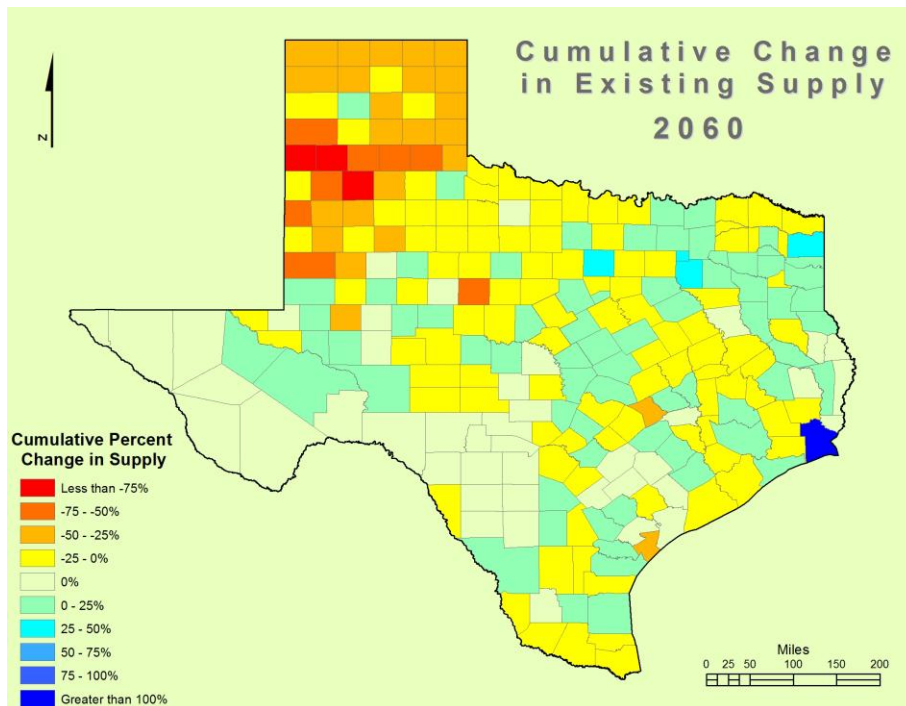 Cumulative Change
in Existing Supply
2060
N
Cumulative Percent
Change in Supply
Less than -75%
-75 - -50%
-50 - -25%
-25 - 0%
0%
0 - 25%
25 - 50%
50 - 75%
75 - 100%
Greater than 100%
Miles
0 25 50 100 150 200